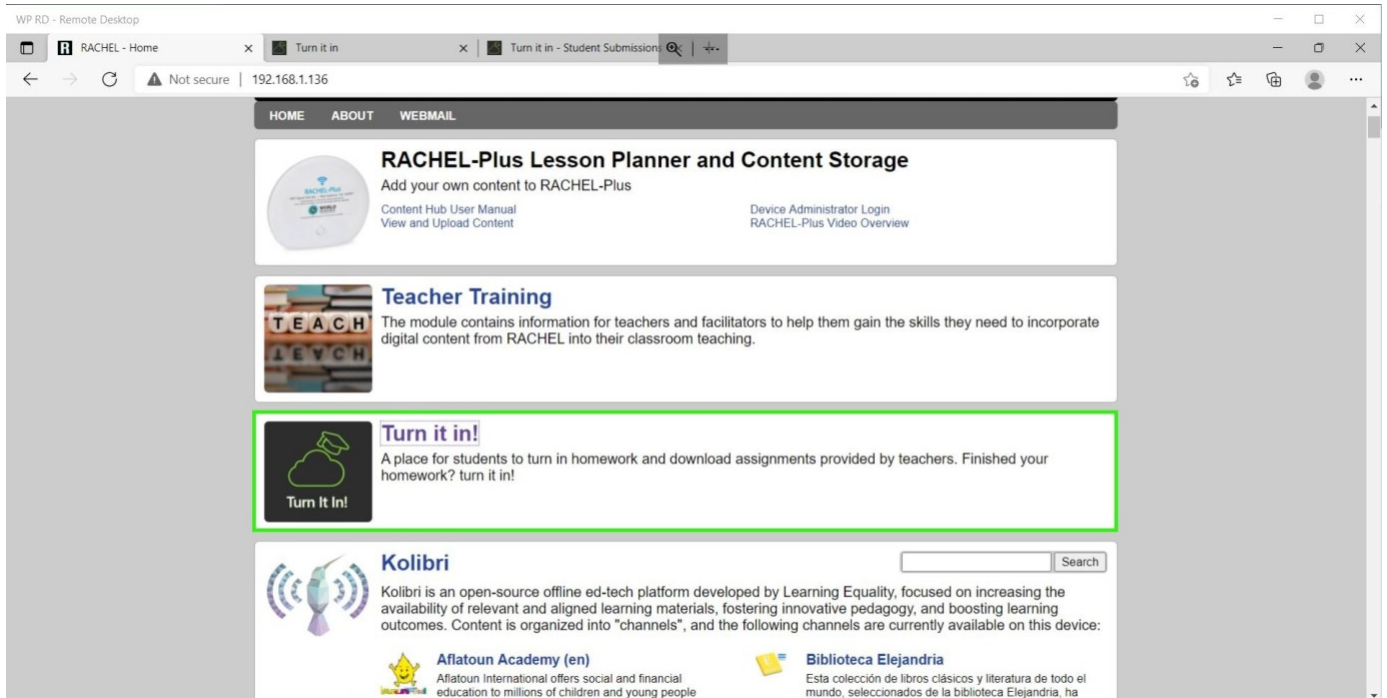 WP RD - Remote Desktop
RACHEL - Home
Turn it in
Turn it in - Student Submissions
Not secure
192.168.1.136
HOME ABOUT WEBMAIL
RACHEL-Plus Lesson Planner and Content Storage
Add your own content to RACHEL-Plus
Content Hub User Manual
Device Administrator Login
View and Upload Content
RACHEL-Plus Video Overview
RACHEL-Plus
TEACH
Teacher Training
The module contains information for teachers and facilitators to help them gain the skills they need to incorporate
digital content from RACHEL into their classroom teaching.
Turn it in!
A place for students to turn in homework and download assignments provided by teachers. Finished your
homework? turn it in!
Turn It In!
Kolibri
Search
Kolibri is an open-source offline ed-tech platform developed by Learning Equality, focused on increasing the
availability of relevant and aligned learning materials, fostering innovative pedagogy, and boosting learning
outcomes. Content is organized into "channels", and the following channels are currently available on this device:
Aflatoun Academy (en)
Aflatoun International offers social and financial
education to millions of children and young people
Biblioteca Elejandria
Esta colección de libros clásicos y literatura de todo el
mundo, seleccionados de la biblioteca Elejandria, ha